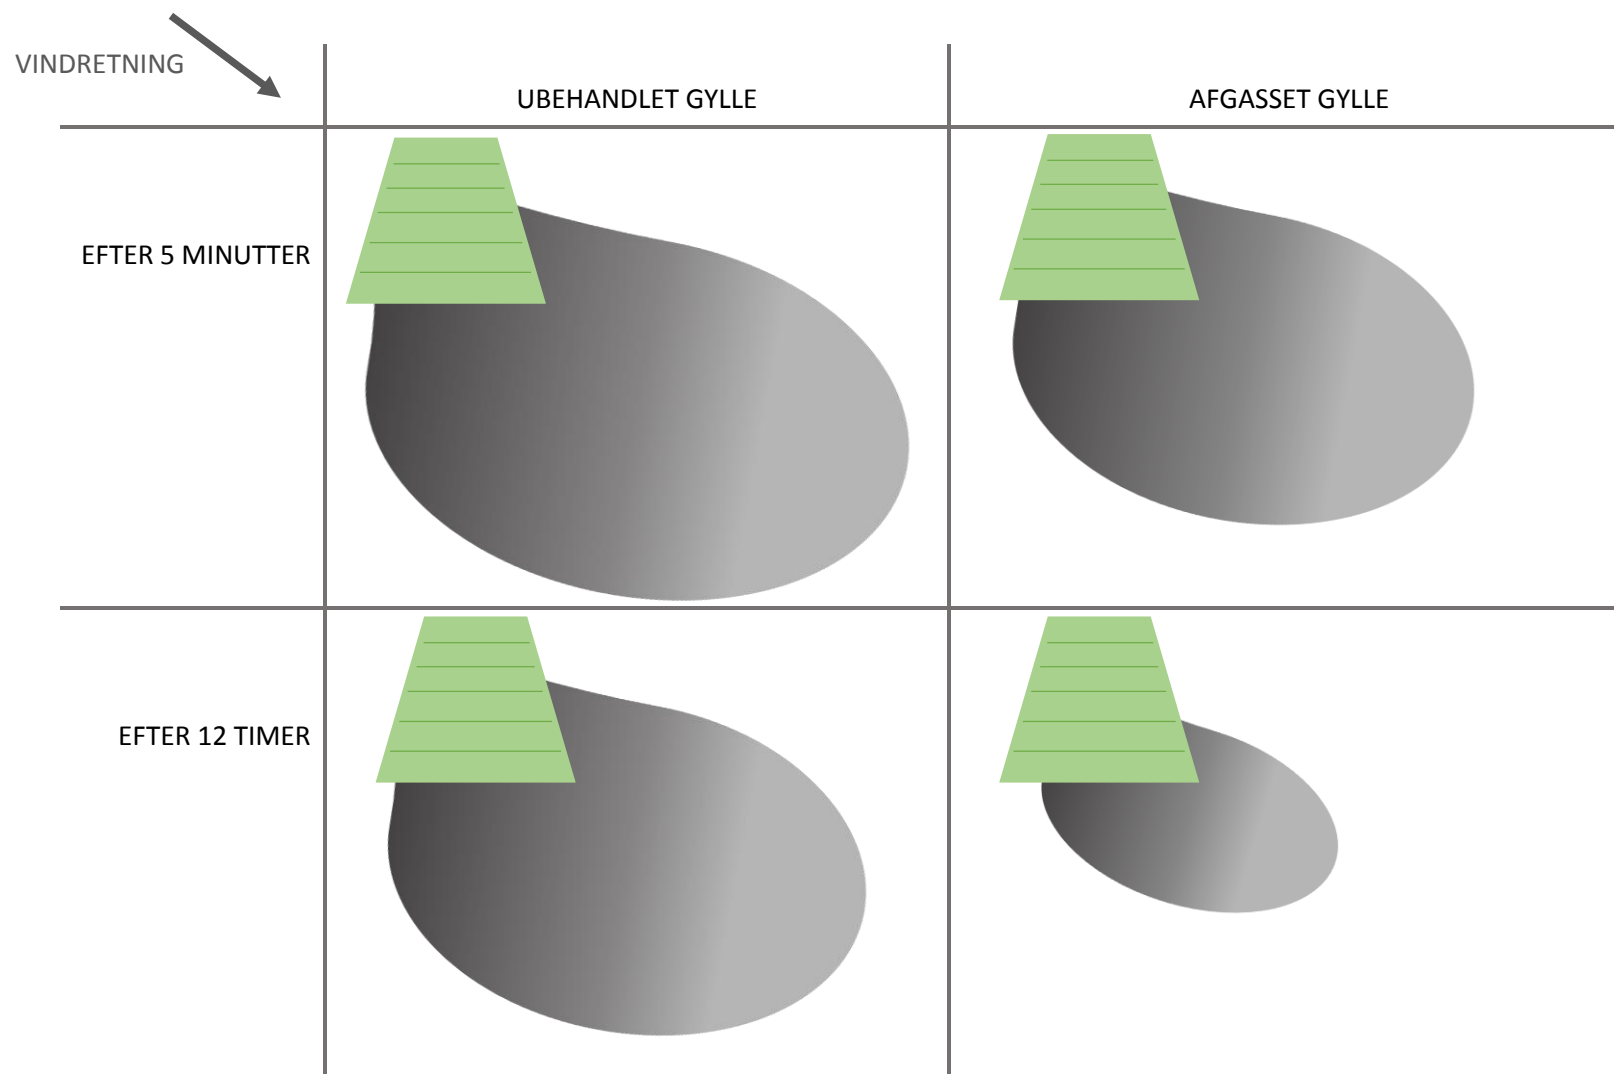 VINDRETNING
UBEHANDLET GYLLE
AFGASSET GYLLE
EFTER 5 MINUTTER
EFTER 12 TIMER